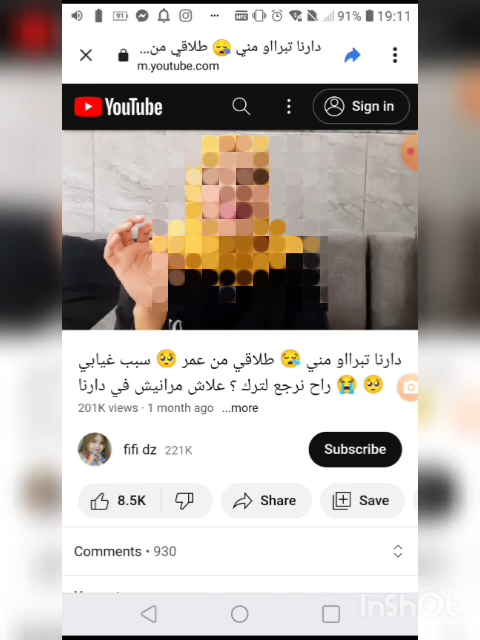 91
91% 19:11
دارنا تبرااو مني 😪 طلاقي من...
m.youtube.com
YouTube
Sign in
دارنا تبرااو مني 😪 طلاقي من عمر 🥺 سبب غيابي
🥺 😭 راح نرجع لترك ؟ علاش مرانيش في دارنا
201K views · 1 month ago ...more
fifi dz 221K
Subscribe
8.5K
Share
Save
Comments • 930
InShOt